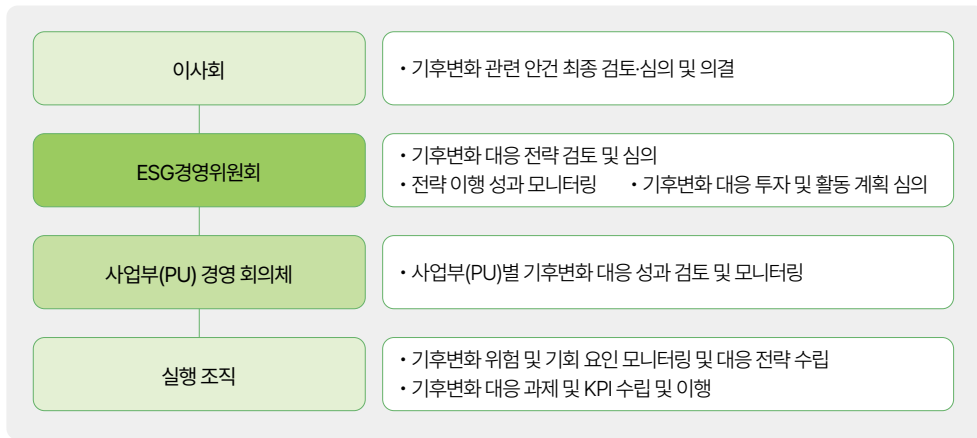 이사회
• 기후변화 관련 안건 최종 검토·심의 및 의결
ESG경영위원회
• 기후변화 대응 전략 검토 및 심의
• 전략 이행 성과 모니터링 • 기후변화 대응 투자 및 활동 계획 심의
사업부(PU) 경영 회의체
• 사업부(PU)별 기후변화 대응 성과 검토 및 모니터링
실행 조직
• 기후변화 위험 및 기회 요인 모니터링 및 대응 전략 수립
• 기후변화 대응 과제 및 KPI 수립 및 이행